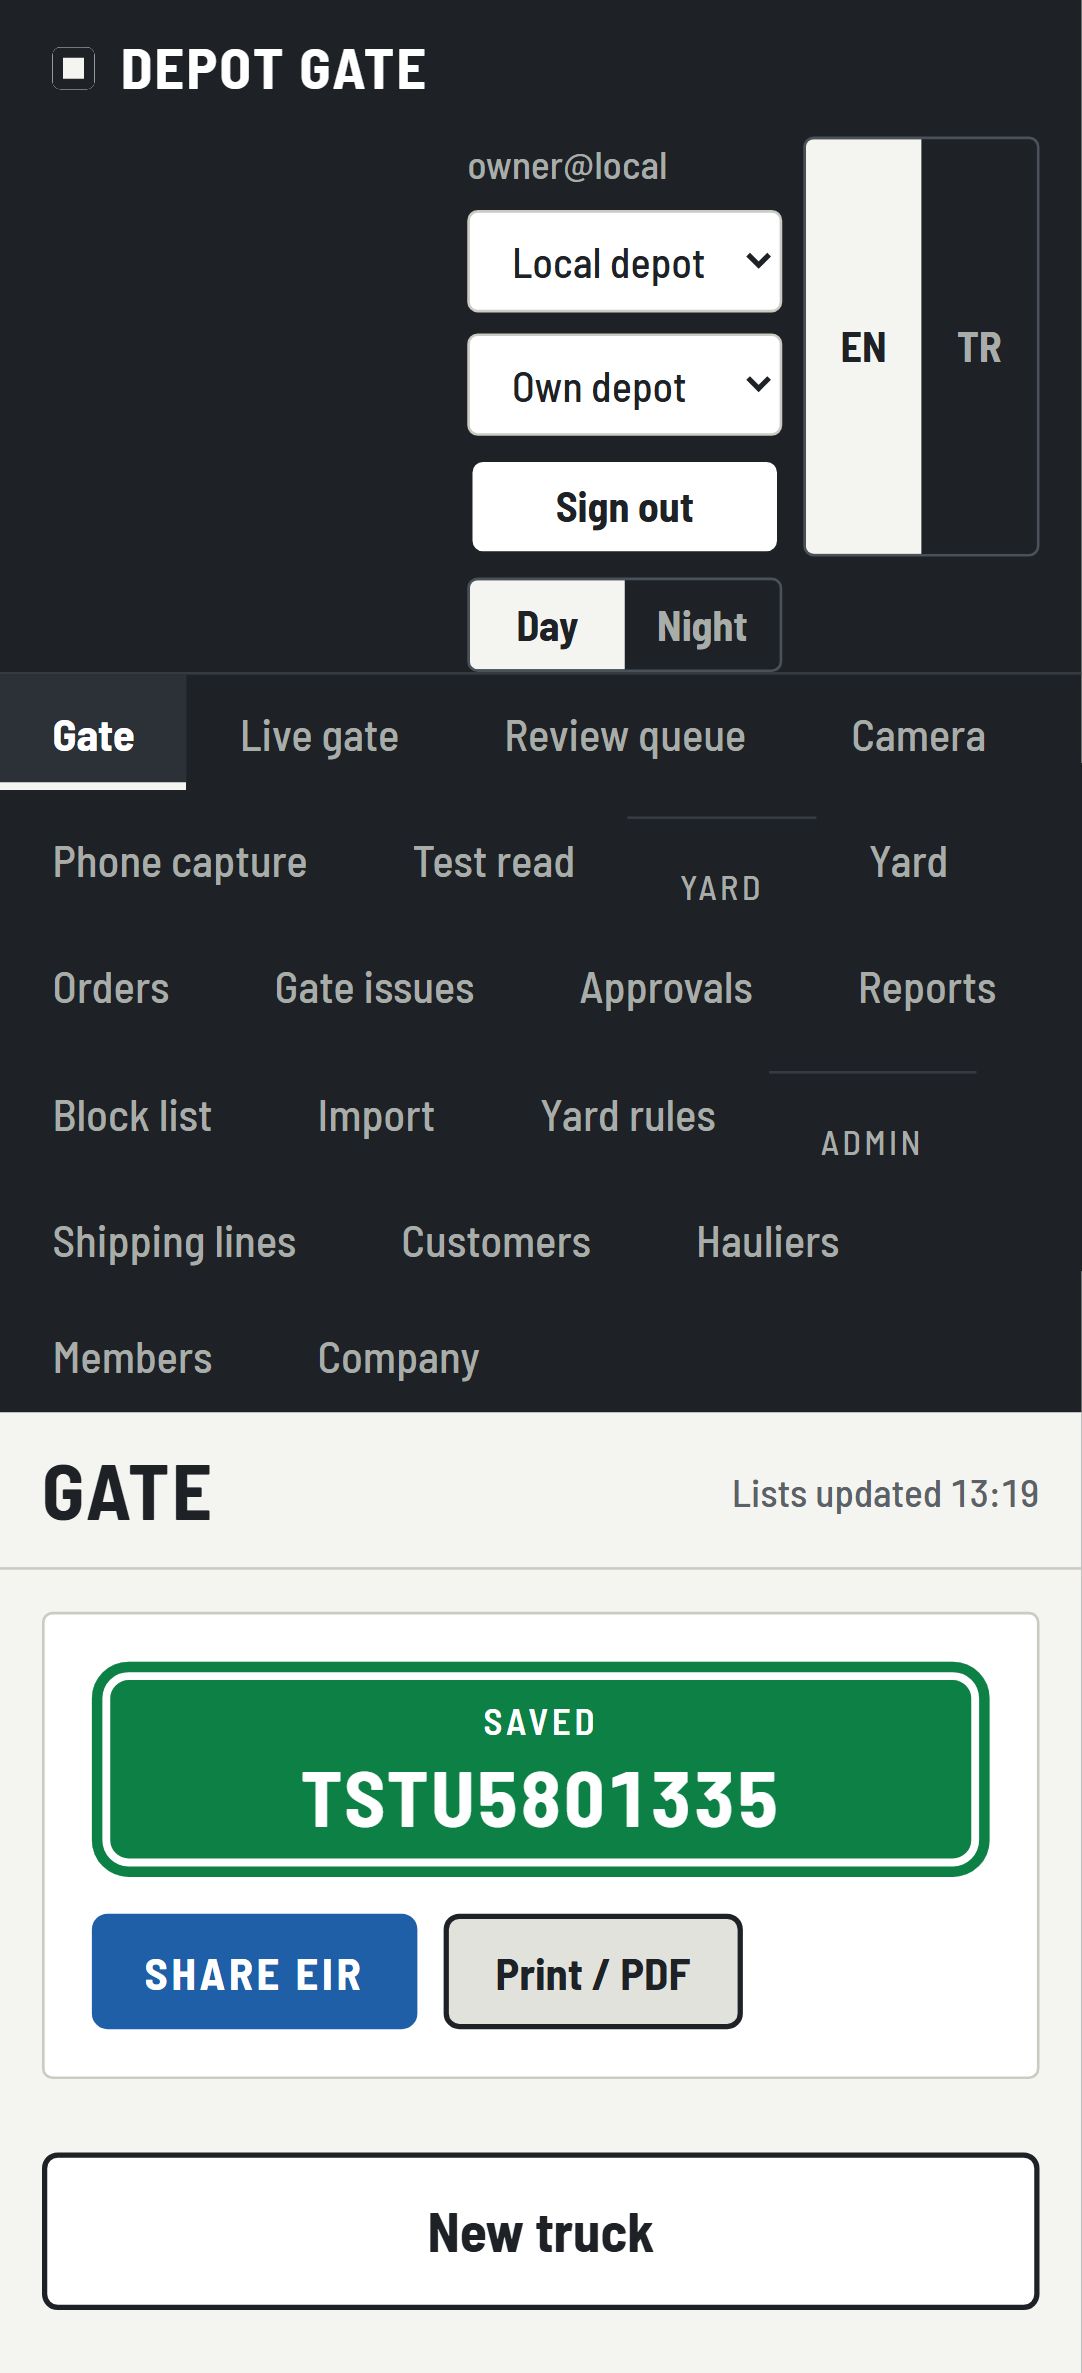 DEPOT GATE
owner@local
Local depot
Own depot
Sign out
EN TR
Day Night
Gate Live gate Review queue Camera
Phone capture Test read YARD Yard
Orders Gate issues Approvals Reports
Block list Import Yard rules ADMIN
Shipping lines Customers Hauliers
Members Company
GATE Lists updated 13:19
SAVED
TSTU5801335
SHARE EIR Print / PDF
New truck